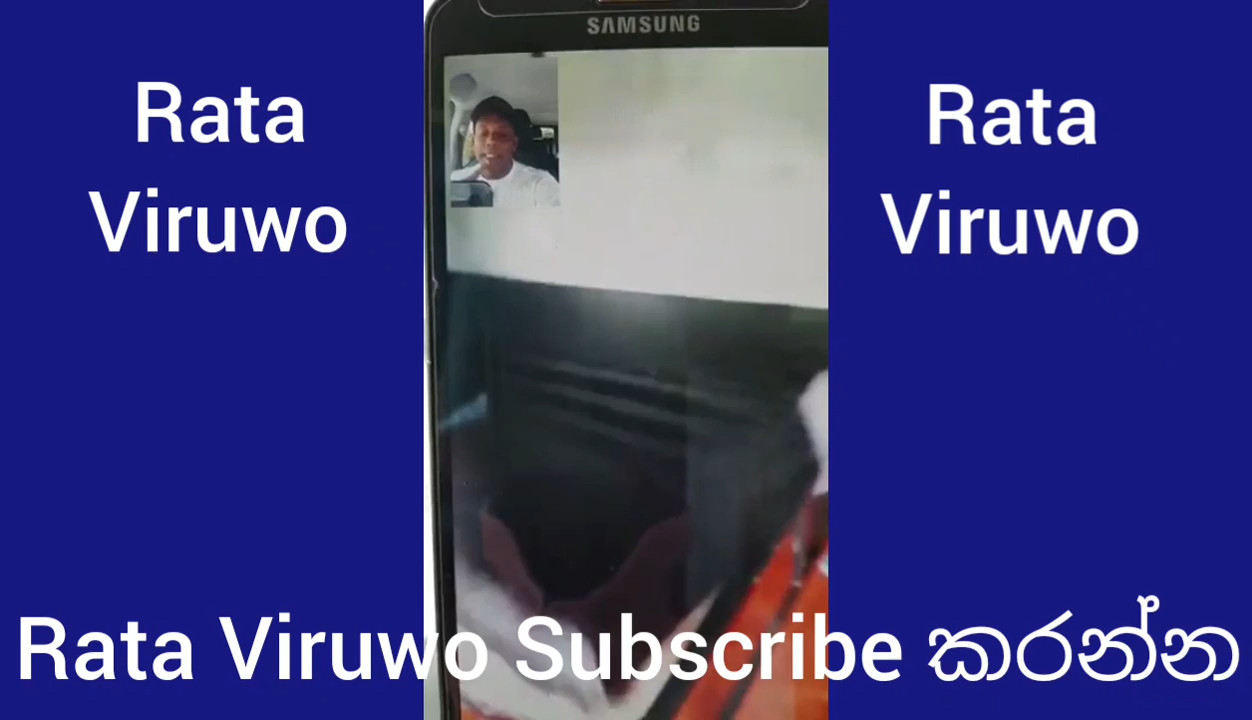 SAMSUNG
Rata
Viruwo
Rata
Viruwo
Rata Viruwo Subscribe කරන්න